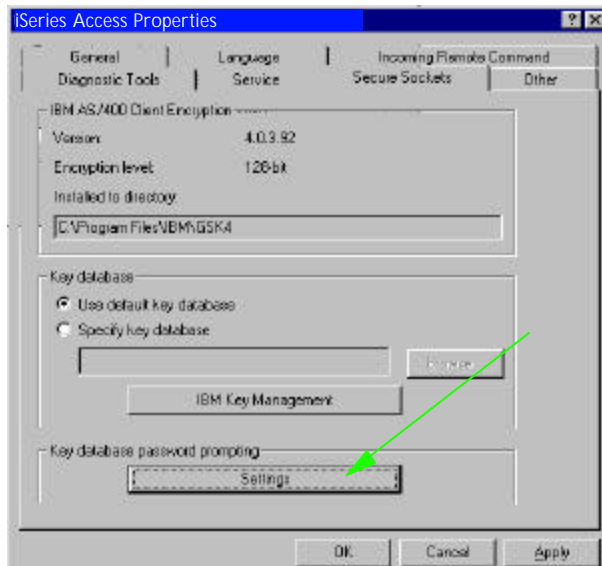 iSeries Access Properties
General Language Incoming Remote Command
Diagnostic Tools Service Secure Sockets Other
IBM AS/400 Client Encryption
Version: 4.0.3.92
Encryption level: 128-bit
Installed to directory:
C:\Program Files\IBM\GSK4
Key database
Use default key database
Specify key database
Browse...
IBM Key Management
Key database password prompting
Settings
OK Cancel Apply